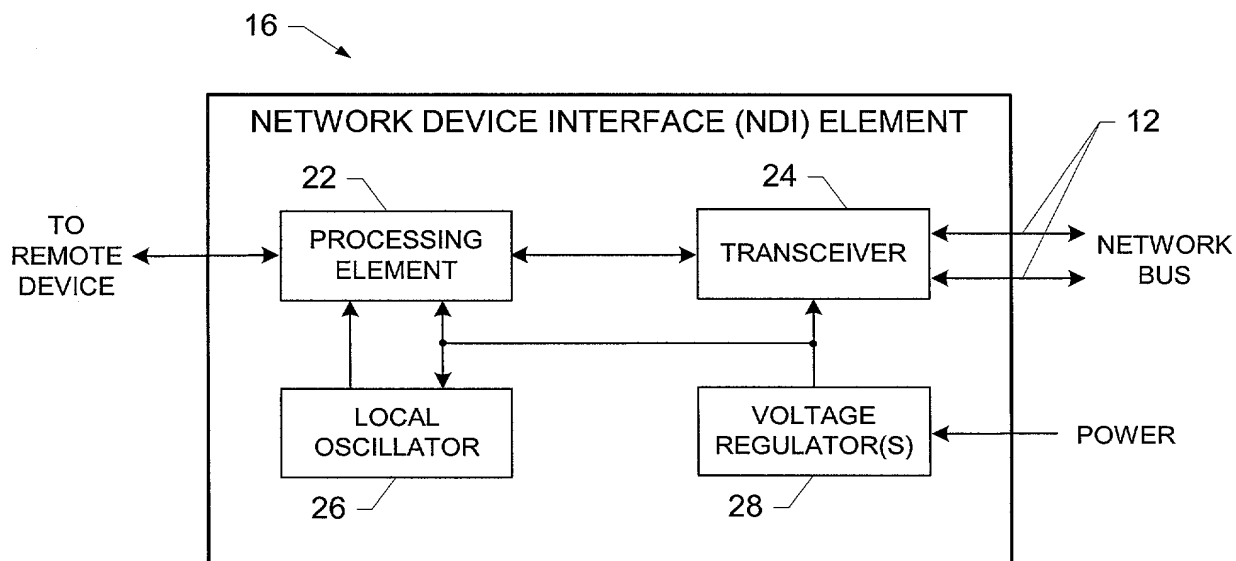 16
NETWORK DEVICE INTERFACE (NDI) ELEMENT
12
22
24
TO
REMOTE
DEVICE
PROCESSING
ELEMENT
TRANSCEIVER
NETWORK
BUS
LOCAL
OSCILLATOR
VOLTAGE
REGULATOR(S)
POWER
26
28